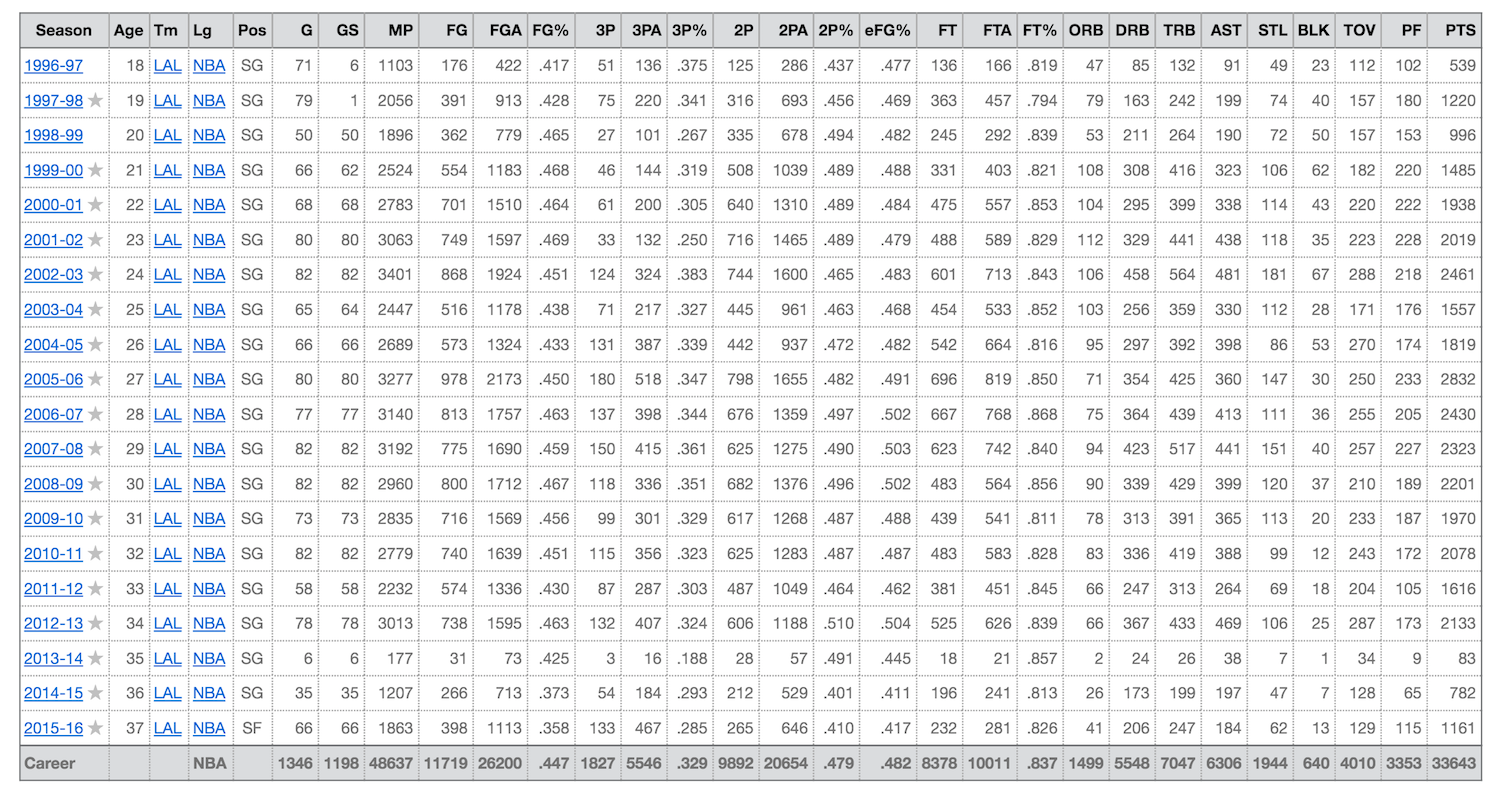 Season Age Tm Lg Pos G GS MP FG FGA FG% 3P 3PA 3P% 2P 2PA 2P% eFG% FT FTA FT% ORB DRB TRB AST STL BLK TOV PF PTS
1996-97 18 LAL NBA SG 71 6 1103 176 422 .417 51 136 .375 125 286 .437 .477 136 166 .819 47 85 132 91 49 23 112 102 539
1997-98 ★ 19 LAL NBA SG 79 1 2056 391 913 .428 75 220 .341 316 693 .456 .469 363 457 .794 79 163 242 199 74 40 157 180 1220
1998-99 20 LAL NBA SG 50 50 1896 362 779 .465 27 101 .267 335 678 .494 .482 245 292 .839 53 211 264 190 72 50 157 153 996
1999-00 ★ 21 LAL NBA SG 66 62 2524 554 1183 .468 46 144 .319 508 1039 .489 .488 331 403 .821 108 308 416 323 106 62 182 220 1485
2000-01 ★ 22 LAL NBA SG 68 68 2783 701 1510 .464 61 200 .305 640 1310 .489 .484 475 557 .853 104 295 399 338 114 43 220 222 1938
2001-02 ★ 23 LAL NBA SG 80 80 3063 749 1597 .469 33 132 .250 716 1465 .489 .479 488 589 .829 112 329 441 438 118 35 223 228 2019
2002-03 ★ 24 LAL NBA SG 82 82 3401 868 1924 .451 124 324 .383 744 1600 .465 .483 601 713 .843 106 458 564 481 181 67 288 218 2461
2003-04 ★ 25 LAL NBA SG 65 64 2447 516 1178 .438 71 217 .327 445 961 .463 .468 454 533 .852 103 256 359 330 112 28 171 176 1557
2004-05 ★ 26 LAL NBA SG 66 66 2689 573 1324 .433 131 387 .339 442 937 .472 .482 542 664 .816 95 297 392 398 86 53 270 174 1819
2005-06 ★ 27 LAL NBA SG 80 80 3277 978 2173 .450 180 518 .347 798 1655 .482 .491 696 819 .850 71 354 425 360 147 30 250 233 2832
2006-07 ★ 28 LAL NBA SG 77 77 3140 813 1757 .463 137 398 .344 676 1359 .497 .502 667 768 .868 75 364 439 413 111 36 255 205 2430
2007-08 ★ 29 LAL NBA SG 82 82 3192 775 1690 .459 150 415 .361 625 1275 .490 .503 623 742 .840 94 423 517 441 151 40 257 227 2323
2008-09 ★ 30 LAL NBA SG 82 82 2960 800 1712 .467 118 336 .351 682 1376 .496 .502 483 564 .856 90 339 429 399 120 37 210 189 2201
2009-10 ★ 31 LAL NBA SG 73 73 2835 716 1569 .456 99 301 .329 617 1268 .487 .488 439 541 .811 78 313 391 365 113 20 233 187 1970
2010-11 ★ 32 LAL NBA SG 82 82 2779 740 1639 .451 115 356 .323 625 1283 .487 .487 483 583 .828 83 336 419 388 99 12 243 172 2078
2011-12 ★ 33 LAL NBA SG 58 58 2232 574 1336 .430 87 287 .303 487 1049 .464 .462 381 451 .845 66 247 313 264 69 18 204 105 1616
2012-13 ★ 34 LAL NBA SG 78 78 3013 738 1595 .463 132 407 .324 606 1188 .510 .504 525 626 .839 66 367 433 469 106 25 287 173 2133
2013-14 ★ 35 LAL NBA SG 6 6 177 31 73 .425 3 16 .188 28 57 .491 .445 18 21 .857 2 24 26 38 7 1 34 9 83
2014-15 ★ 36 LAL NBA SG 35 35 1207 266 713 .373 54 184 .293 212 529 .401 .411 196 241 .813 26 173 199 197 47 7 128 65 782
2015-16 ★ 37 LAL NBA SF 66 66 1863 398 1113 .358 133 467 .285 265 646 .410 .417 232 281 .826 41 206 247 184 62 13 129 115 1161
Career NBA 1346 1198 48637 11719 26200 .447 1827 5546 .329 9892 20654 .479 .482 8378 10011 .837 1499 5548 7047 6306 1944 640 4010 3353 33643